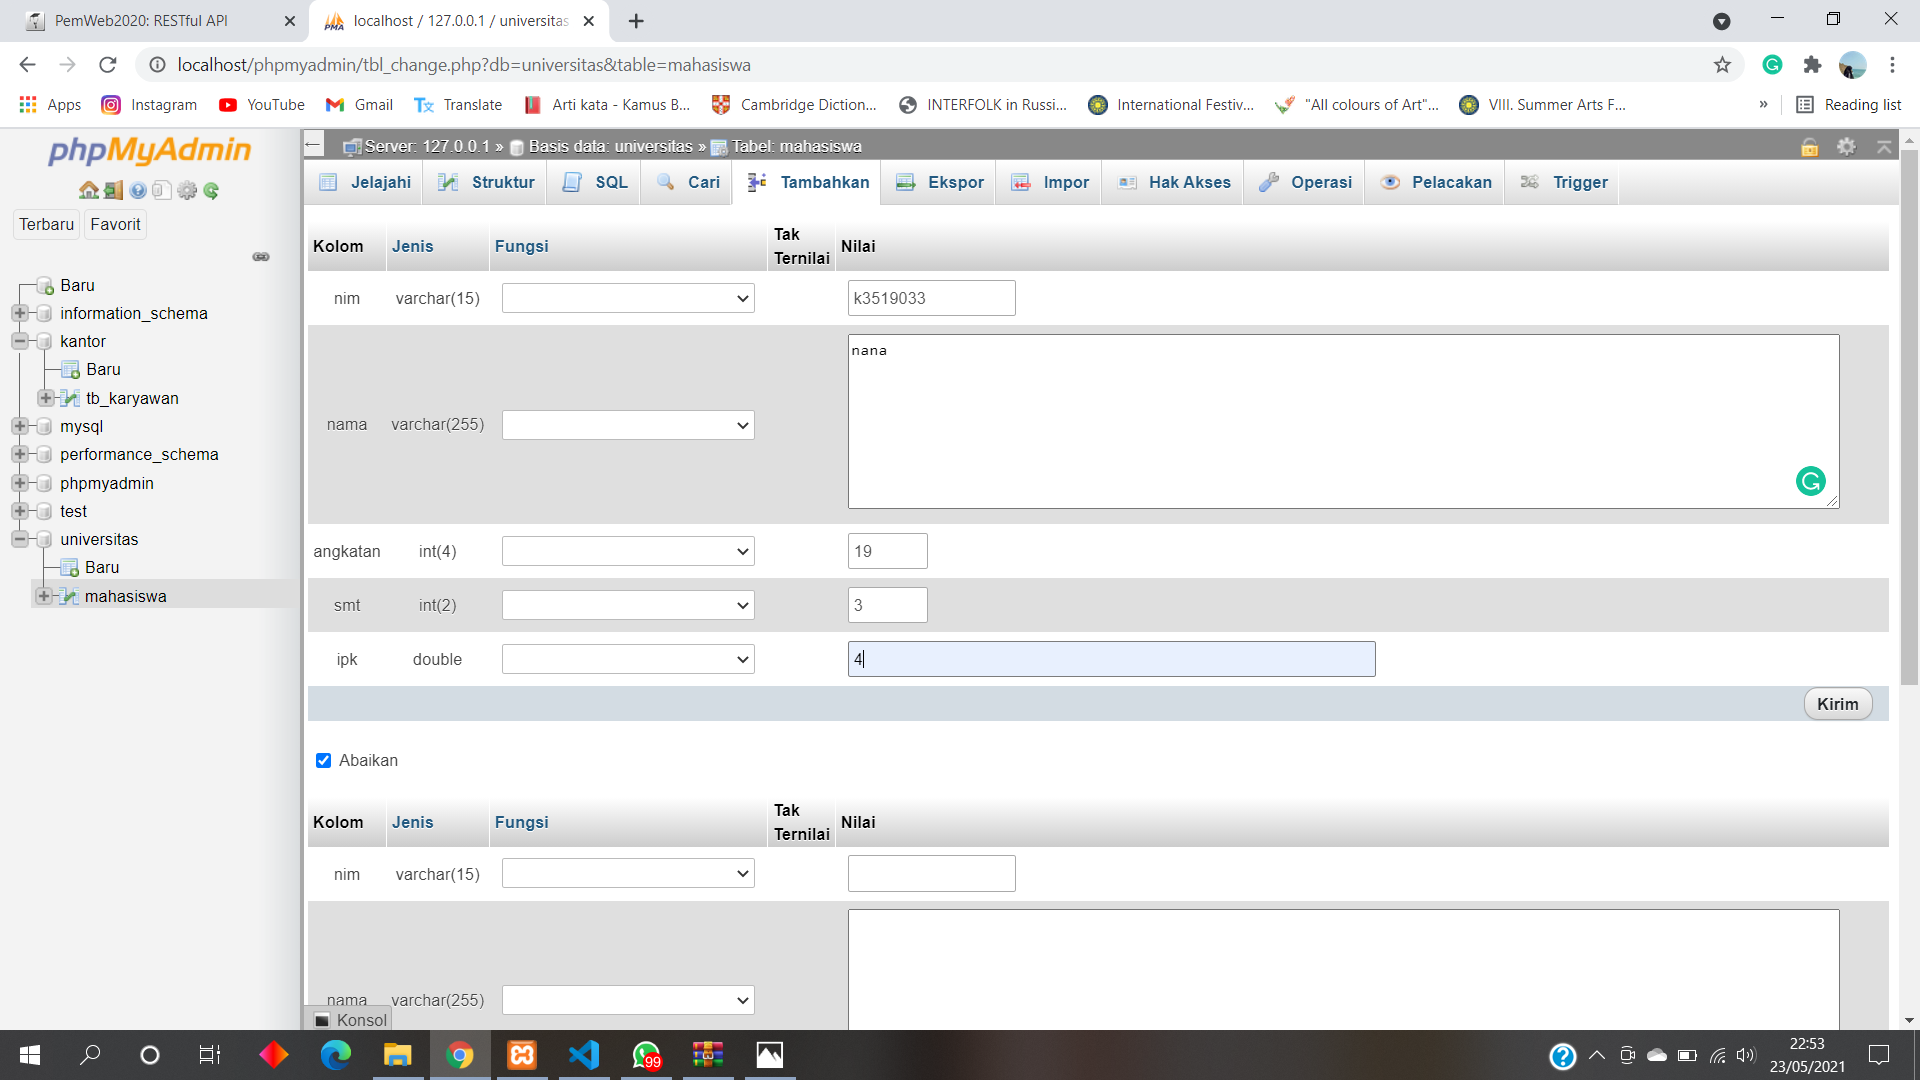 PemWeb2020: RESTful API
localhost / 127.0.0.1 / universitas
localhost/phpmyadmin/tbl_change.php?db=universitas&table=mahasiswa
Apps Instagram YouTube Gmail Translate Arti kata - Kamus B... Cambridge Diction... INTERFOLK in Russi... International Festiv... "All colours of Art"... VIII. Summer Arts F... » Reading list
phpMyAdmin
Terbaru Favorit
Baru
information_schema
kantor
Baru
tb_karyawan
mysql
performance_schema
phpmyadmin
test
universitas
Baru
mahasiswa
Server: 127.0.0.1 » Basis data: universitas » Tabel: mahasiswa
Jelajahi Struktur SQL Cari Tambahkan Ekspor Impor Hak Akses Operasi Pelacakan Trigger
Kolom Jenis Fungsi Tak Ternilai Nilai
nim varchar(15) k3519033
nama varchar(255) nana
angkatan int(4) 19
smt int(2) 3
ipk double 4
Kirim
Abaikan
Kolom Jenis Fungsi Tak Ternilai Nilai
nim varchar(15)
nama varchar(255)
Konsol
99
22:53
23/05/2021